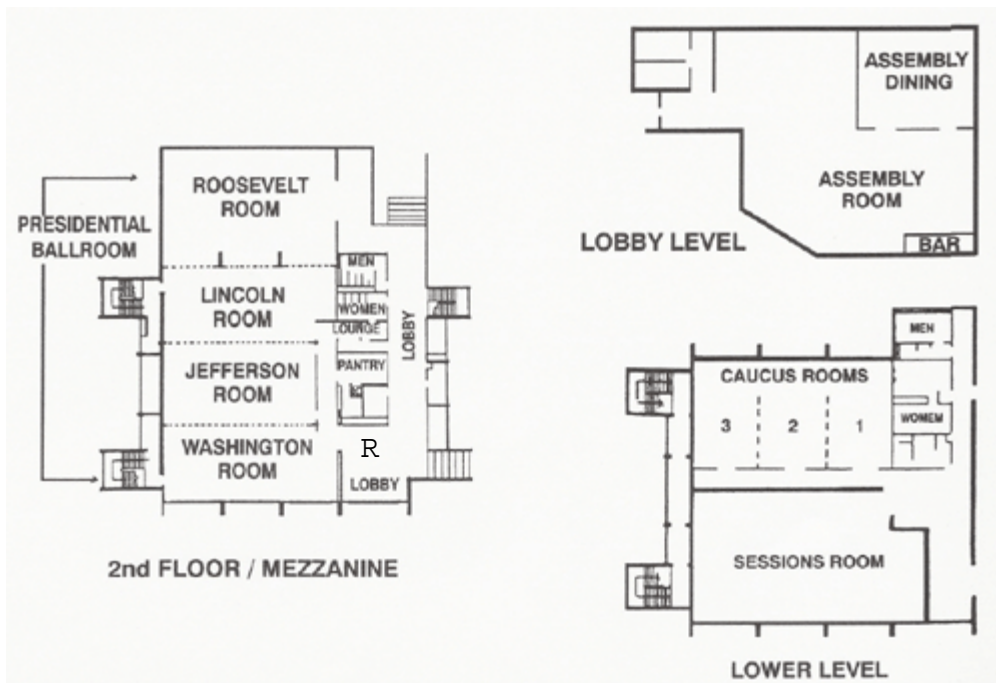 PRESIDENTIAL
BALLROOM
ROOSEVELT
ROOM
LINCOLN
ROOM
JEFFERSON
ROOM
WASHINGTON
ROOM
MEN
WOMEN
LOUNGE
PANTRY
LOBBY
R
LOBBY
2nd FLOOR / MEZZANINE
ASSEMBLY
DINING
ASSEMBLY
ROOM
BAR
LOBBY LEVEL
MEN
CAUCUS ROOMS
3 2 1
WOMEM
SESSIONS ROOM
LOWER LEVEL